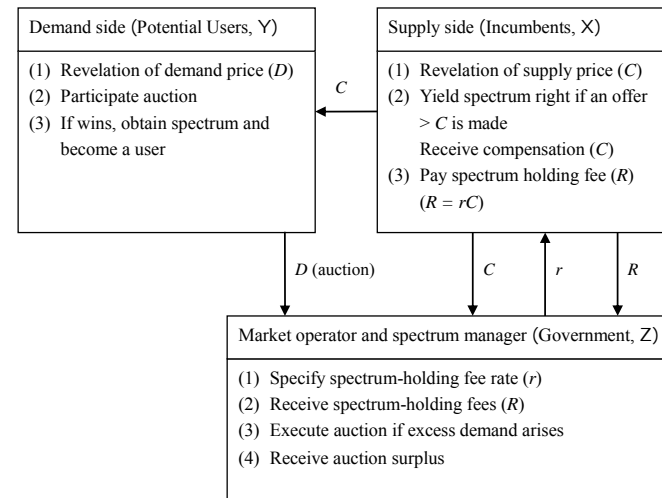 Demand side (Potential Users, Y)
(1) Revelation of demand price (D)
(2) Participate auction
(3) If wins, obtain spectrum and
become a user
C
Supply side (Incumbents, X)
(1) Revelation of supply price (C)
(2) Yield spectrum right if an offer
> C is made
Receive compensation (C)
(3) Pay spectrum holding fee (R)
(R = rC)
D (auction)
C
r
R
Market operator and spectrum manager (Government, Z)
(1) Specify spectrum-holding fee rate (r)
(2) Receive spectrum-holding fees (R)
(3) Execute auction if excess demand arises
(4) Receive auction surplus